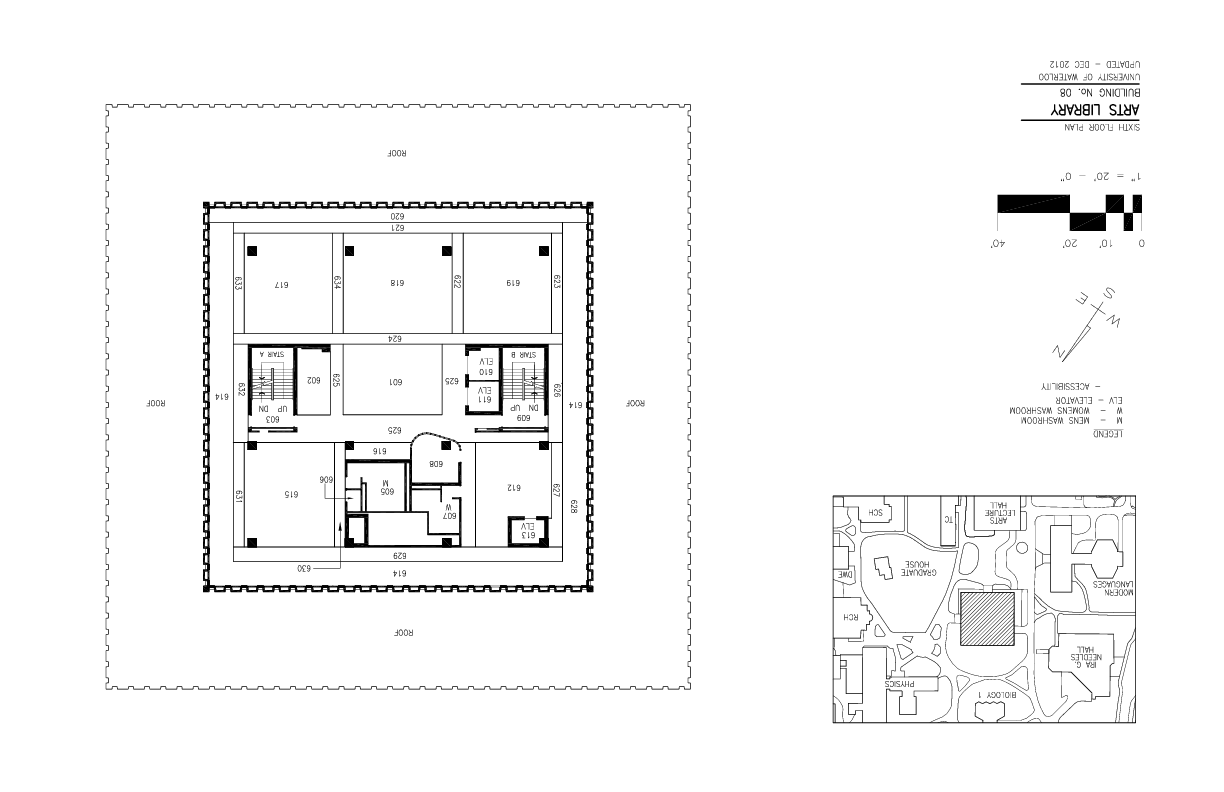 BIOLOGY 1
PHYSICS
IRA G.
NEEDLES
HALL
RCH
MODERN
LANGUAGES
DWE
GRADUATE
HOUSE
ARTS
LECTURE
HALL
TC
SCH
LEGEND
M – MENS WASHROOM
W – WOMENS WASHROOM
ELV – ELEVATOR
– ACESSIBILITY
N
W
E
S
0 10' 20' 40'
1" = 20' – 0"
SIXTH FLOOR PLAN
ARTS LIBRARY
BUILDING No. 08
UNIVERSITY OF WATERLOO
UPDATED – DEC 2012
ROOF
614
630
629
613
ELV
628
627
612
607
W
608
605
M
606
616
615
631
625
609
DN UP
603
UP DN
ROOF
614
626
STAIR B
611
ELV
610
ELV
625
601
625
602
STAIR A
632
614
ROOF
624
623
619
622
618
634
617
633
621
620
ROOF